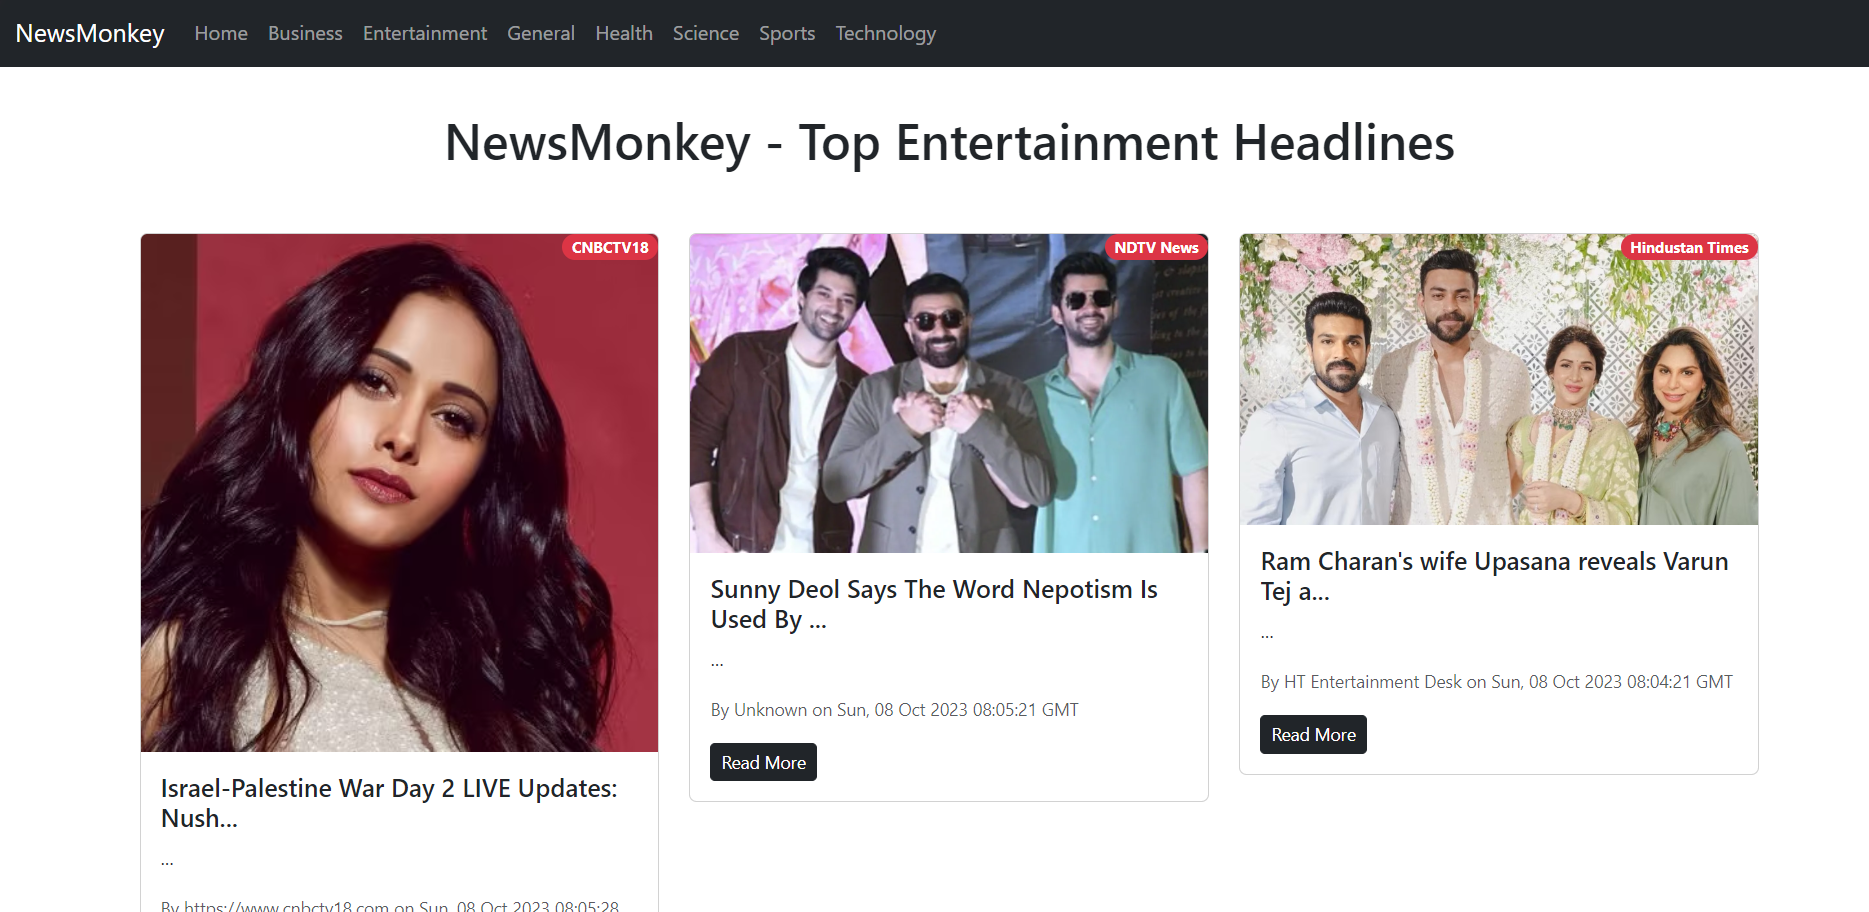 NewsMonkey Home Business Entertainment General Health Science Sports Technology
NewsMonkey - Top Entertainment Headlines
CNBCTV18
Israel-Palestine War Day 2 LIVE Updates:
Nush...
...
By https://www.cnbctv18.com on Sun, 08 Oct 2023 08:05:28
NDTV News
Sunny Deol Says The Word Nepotism Is
Used By ...
...
By Unknown on Sun, 08 Oct 2023 08:05:21 GMT
Read More
Hindustan Times
Ram Charan's wife Upasana reveals Varun
Tej a...
...
By HT Entertainment Desk on Sun, 08 Oct 2023 08:04:21 GMT
Read More